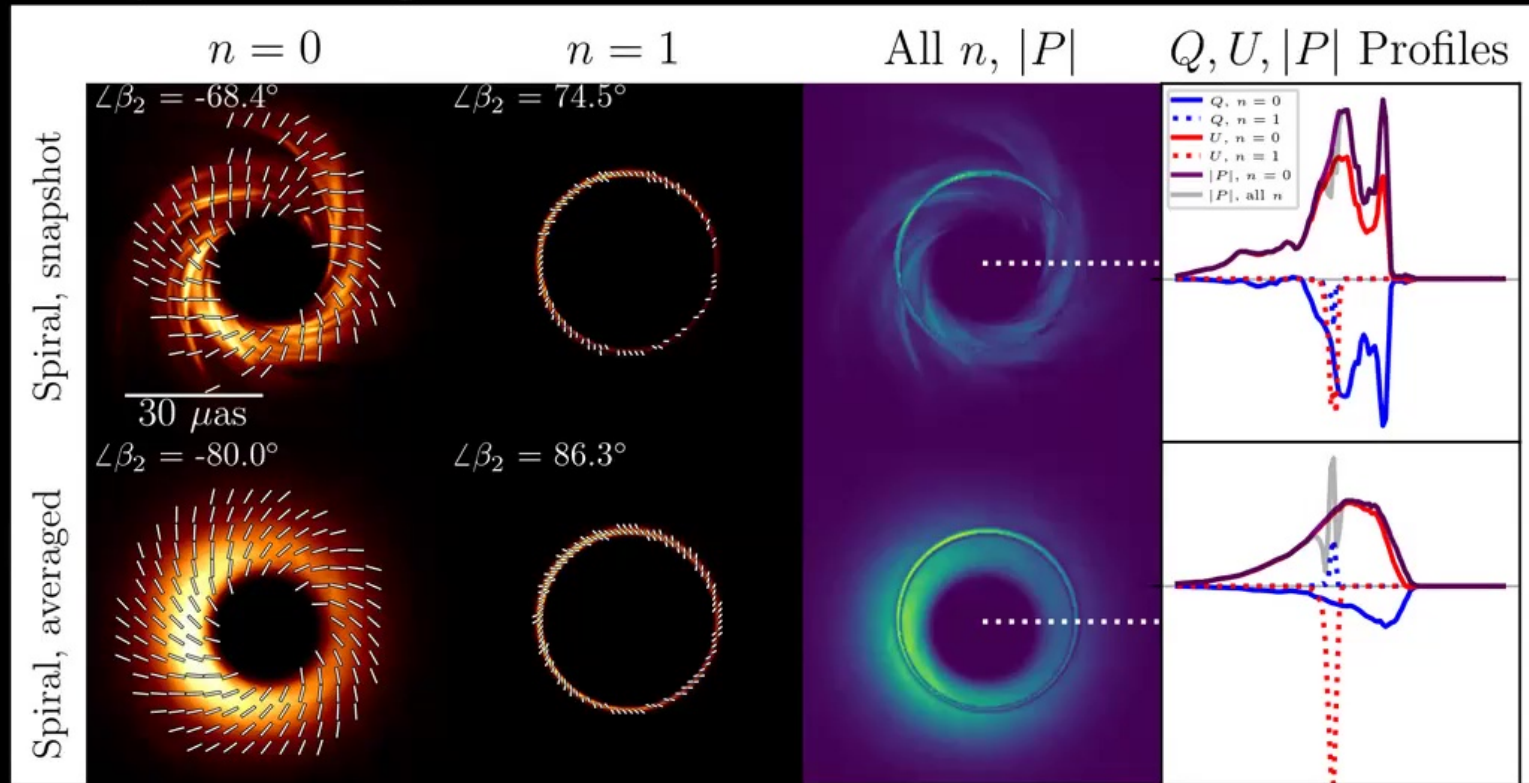 n = 0
n = 1
All n, |P|
Q, U, |P| Profiles
Spiral, snapshot
∠β₂ = -68.4°
∠β₂ = 74.5°
Q, n = 0
Q, n = 1
U, n = 0
U, n = 1
|P|, n = 0
|P|, all n
30 μas
Spiral, averaged
∠β₂ = -80.0°
∠β₂ = 86.3°